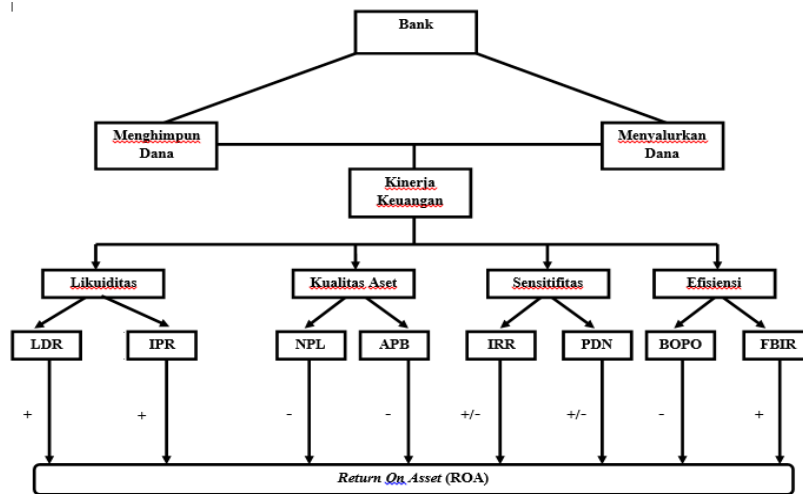 Bank
Menghimpun
Dana
Menyalurkan
Dana
Kinerja
Keuangan
Likuiditas
Kualitas Aset
Sensitifitas
Efisiensi
LDR
IPR
NPL
APB
IRR
PDN
BOPO
FBIR
+
+
-
-
+/-
+/-
-
+
Return On Asset (ROA)